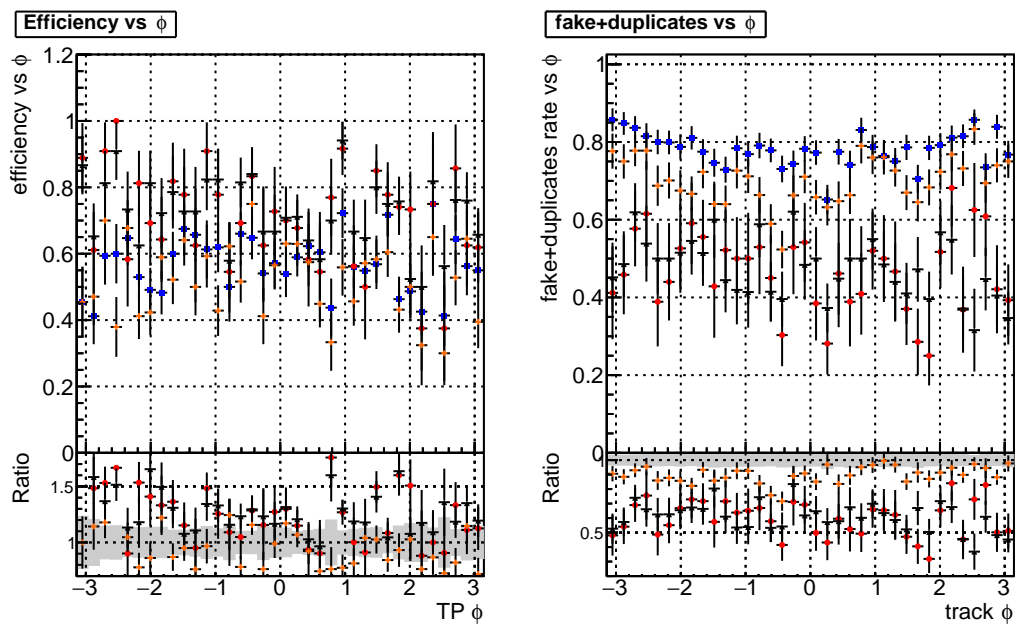 Efficiency vs ϕ
efficiency vs ϕ
1.2
1
0.8
0.6
0.4
0.2
0
Ratio
1.5
1
−3 −2 −1 0 1 2 3
TP ϕ
fake+duplicates vs ϕ
fake+duplicates rate vs ϕ
1
0.8
0.6
0.4
0.2
0
Ratio
0.5
−3 −2 −1 0 1 2 3
track ϕ